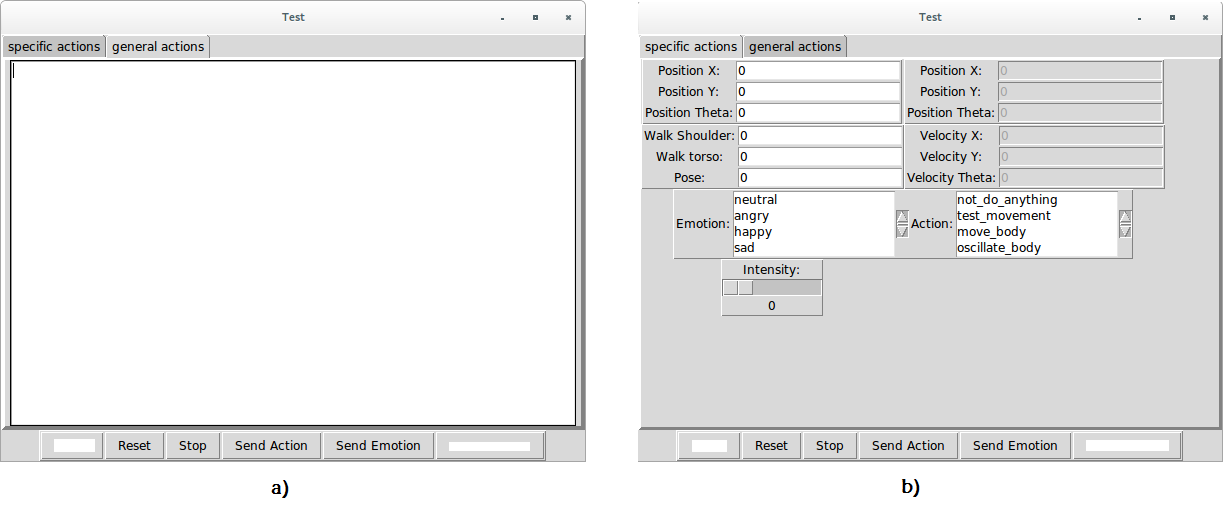 Test
specific actions general actions
Reset Stop Send Action Send Emotion
a)
Test
specific actions general actions
Position X: 0 Position X: 0
Position Y: 0 Position Y: 0
Position Theta: 0 Position Theta: 0
Walk Shoulder: 0 Velocity X: 0
Walk torso: 0 Velocity Y: 0
Pose: 0 Velocity Theta: 0
Emotion: neutral angry happy sad
Action: not_do_anything test_movement move_body oscillate_body
Intensity:
0
Reset Stop Send Action Send Emotion
b)